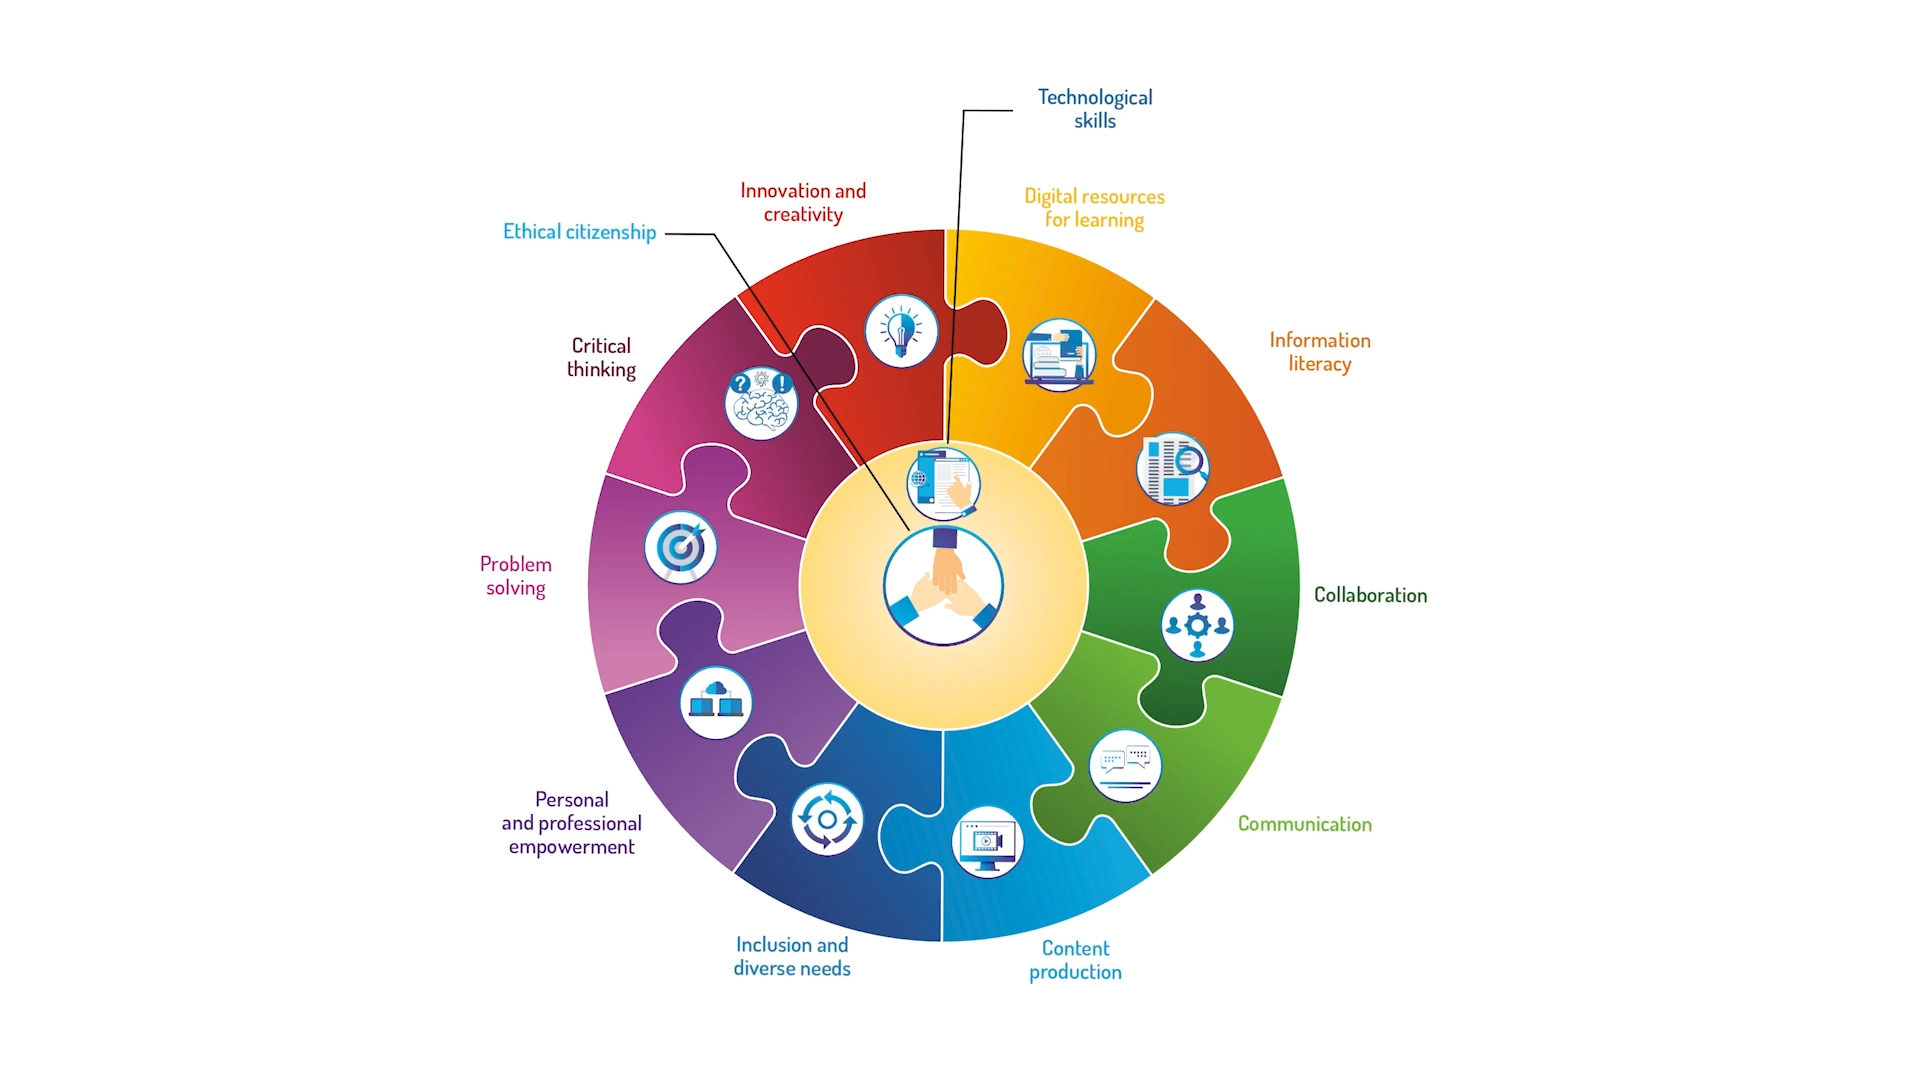 Technological
skills
Innovation and
creativity
Digital resources
for learning
Ethical citizenship
Critical
thinking
Information
literacy
?
!
Problem
solving
Collaboration
Personal
and professional
empowerment
Communication
Inclusion and
diverse needs
Content
production